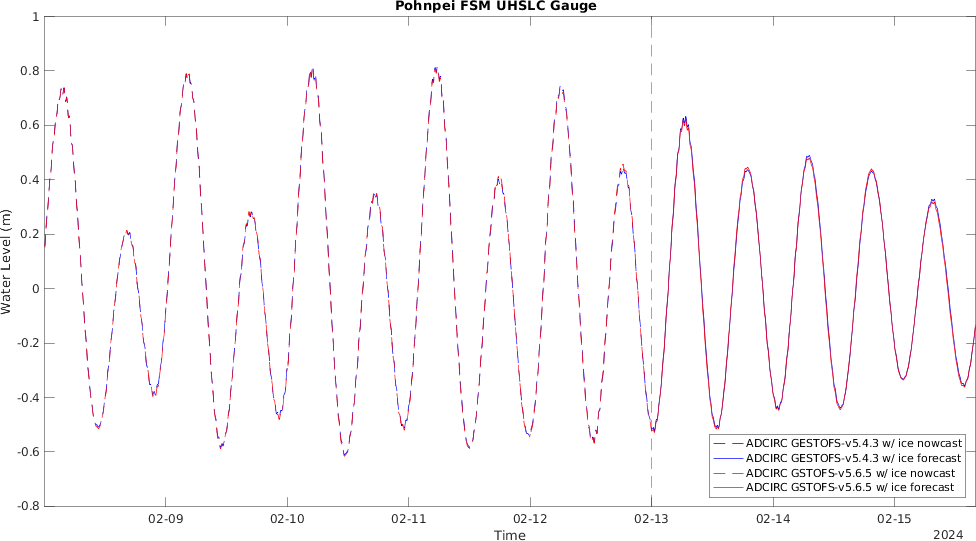 Pohnpei FSM UHSLC Gauge
1
0.8
0.6
0.4
0.2
0
-0.2
-0.4
-0.6
-0.8
Water Level (m)
02-09
02-10
02-11
02-12
02-13
02-14
02-15
Time
2024
ADCIRC GESTOFS-v5.4.3 w/ ice nowcast
ADCIRC GESTOFS-v5.4.3 w/ ice forecast
ADCIRC GSTOFS-v5.6.5 w/ ice nowcast
ADCIRC GSTOFS-v5.6.5 w/ ice forecast